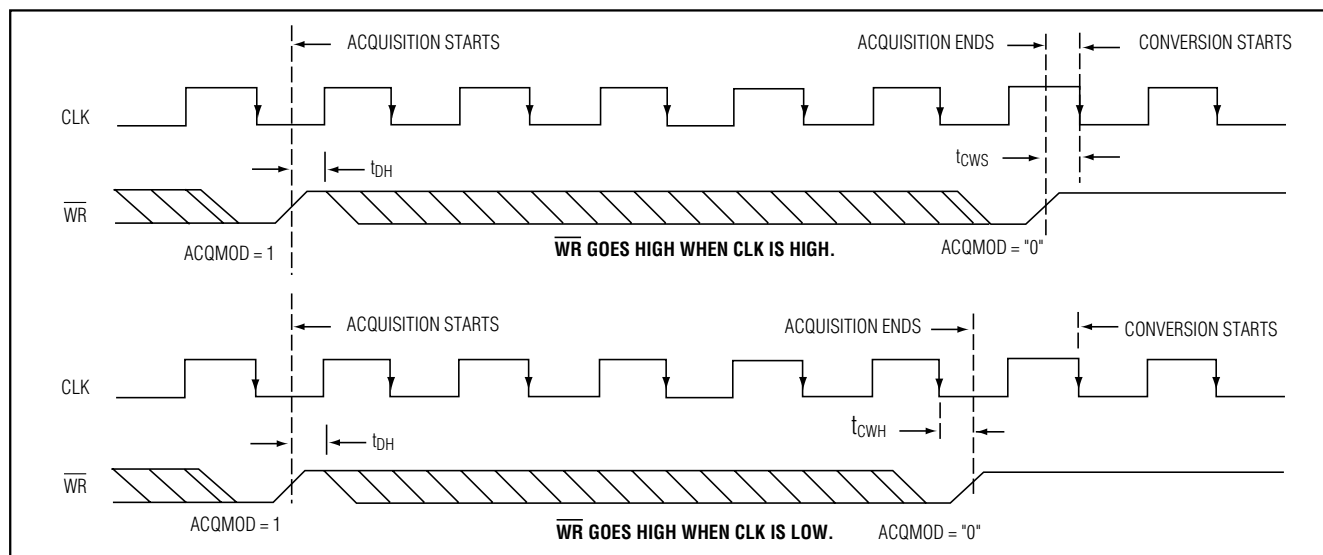 ACQUISITION STARTS
ACQUISITION ENDS
CONVERSION STARTS
CLK
tCWS
tDH
WR
ACQMOD = 1
WR GOES HIGH WHEN CLK IS HIGH.
ACQMOD = "0"
ACQUISITION STARTS
ACQUISITION ENDS
CONVERSION STARTS
CLK
tCWH
tDH
WR
ACQMOD = 1
WR GOES HIGH WHEN CLK IS LOW.
ACQMOD = "0"